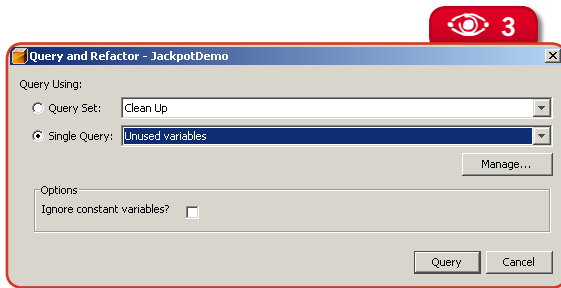 3
Query and Refactor - JackpotDemo
Query Using:
Query Set: Clean Up
Single Query: Unused variables
Manage...
Options
Ignore constant variables?
Query Cancel